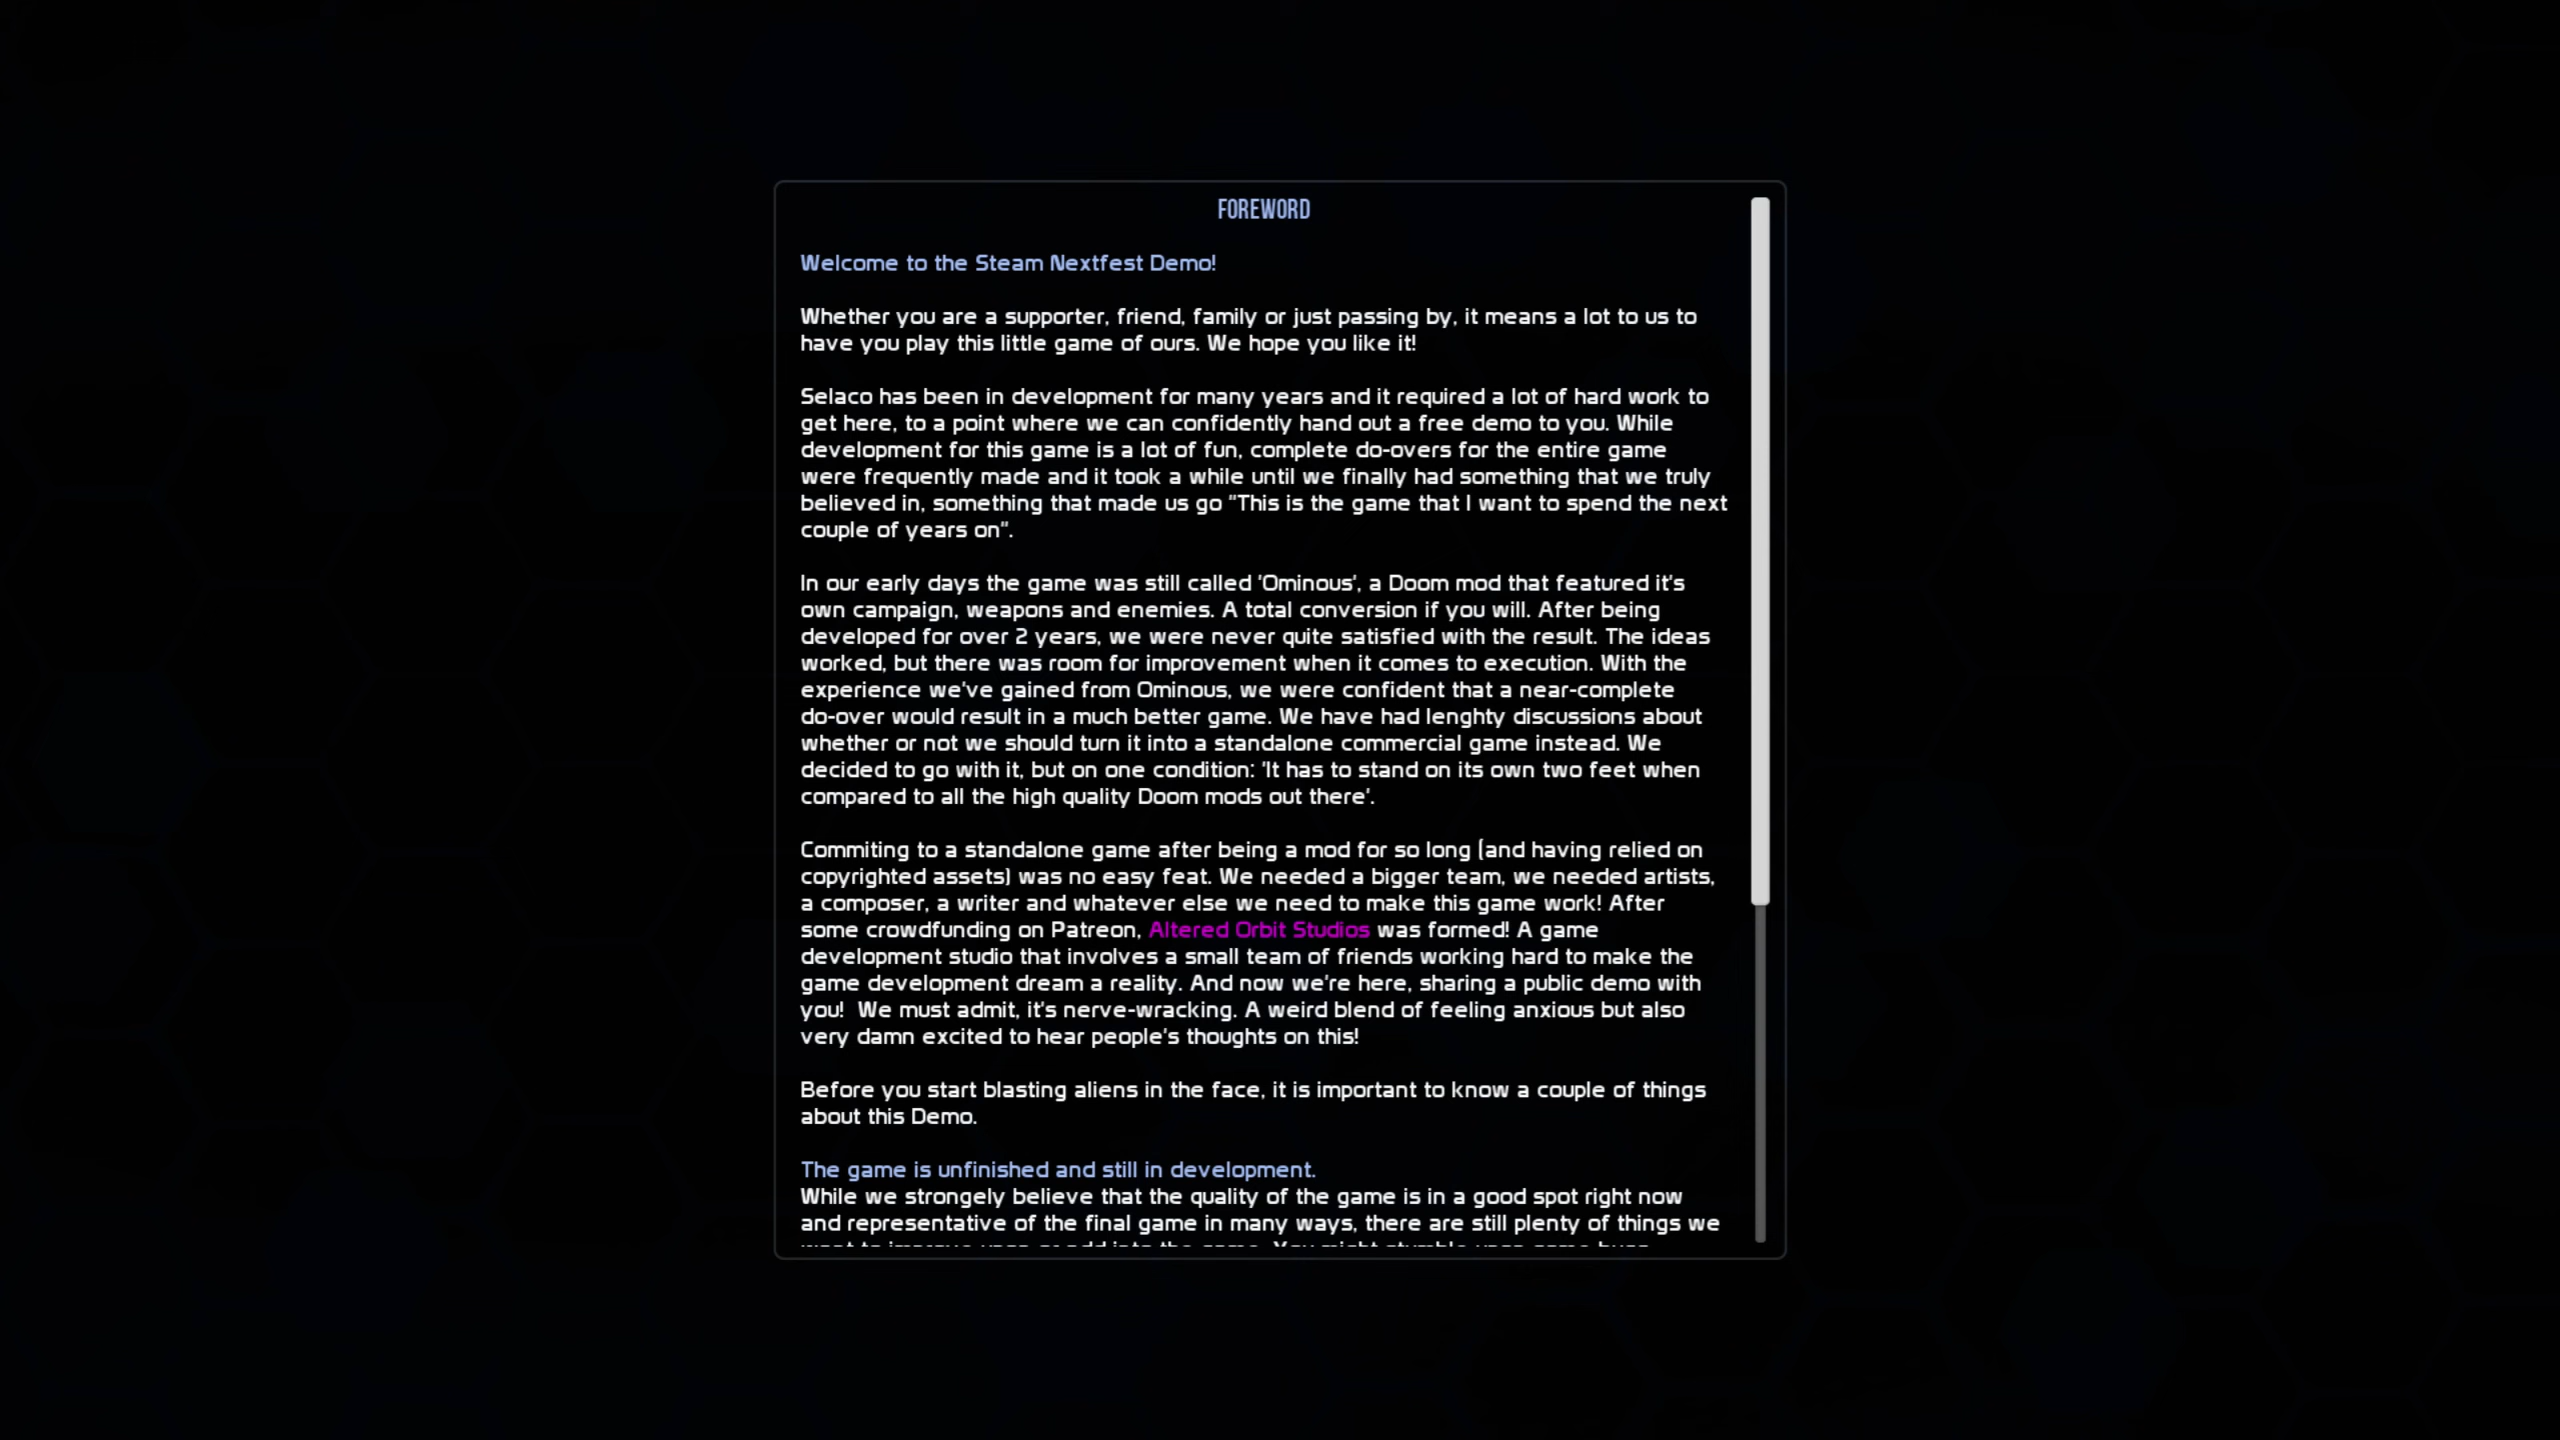 FOREWORD
Welcome to the Steam Nextfest Demo!
Whether you are a supporter, friend, family or just passing by, it means a lot to us to
have you play this little game of ours. We hope you like it!
Selaco has been in development for many years and it required a lot of hard work to
get here, to a point where we can confidently hand out a free demo to you. While
development for this game is a lot of fun, complete do-overs for the entire game
were frequently made and it took a while until we finally had something that we truly
believed in, something that made us go "This is the game that I want to spend the next
couple of years on".
In our early days the game was still called 'Ominous', a Doom mod that featured it's
own campaign, weapons and enemies. A total conversion if you will. After being
developed for over 2 years, we were never quite satisfied with the result. The ideas
worked, but there was room for improvement when it comes to execution. With the
experience we've gained from Ominous, we were confident that a near-complete
do-over would result in a much better game. We have had lenghty discussions about
whether or not we should turn it into a standalone commercial game instead. We
decided to go with it, but on one condition: 'It has to stand on its own two feet when
compared to all the high quality Doom mods out there'.
Commiting to a standalone game after being a mod for so long (and having relied on
copyrighted assets) was no easy feat. We needed a bigger team, we needed artists,
a composer, a writer and whatever else we need to make this game work! After
some crowdfunding on Patreon, Altered Orbit Studios was formed! A game
development studio that involves a small team of friends working hard to make the
game development dream a reality. And now we're here, sharing a public demo with
you!  We must admit, it's nerve-wracking. A weird blend of feeling anxious but also
very damn excited to hear people's thoughts on this!
Before you start blasting aliens in the face, it is important to know a couple of things
about this Demo.
The game is unfinished and still in development.
While we strongely believe that the quality of the game is in a good spot right now
and representative of the final game in many ways, there are still plenty of things we